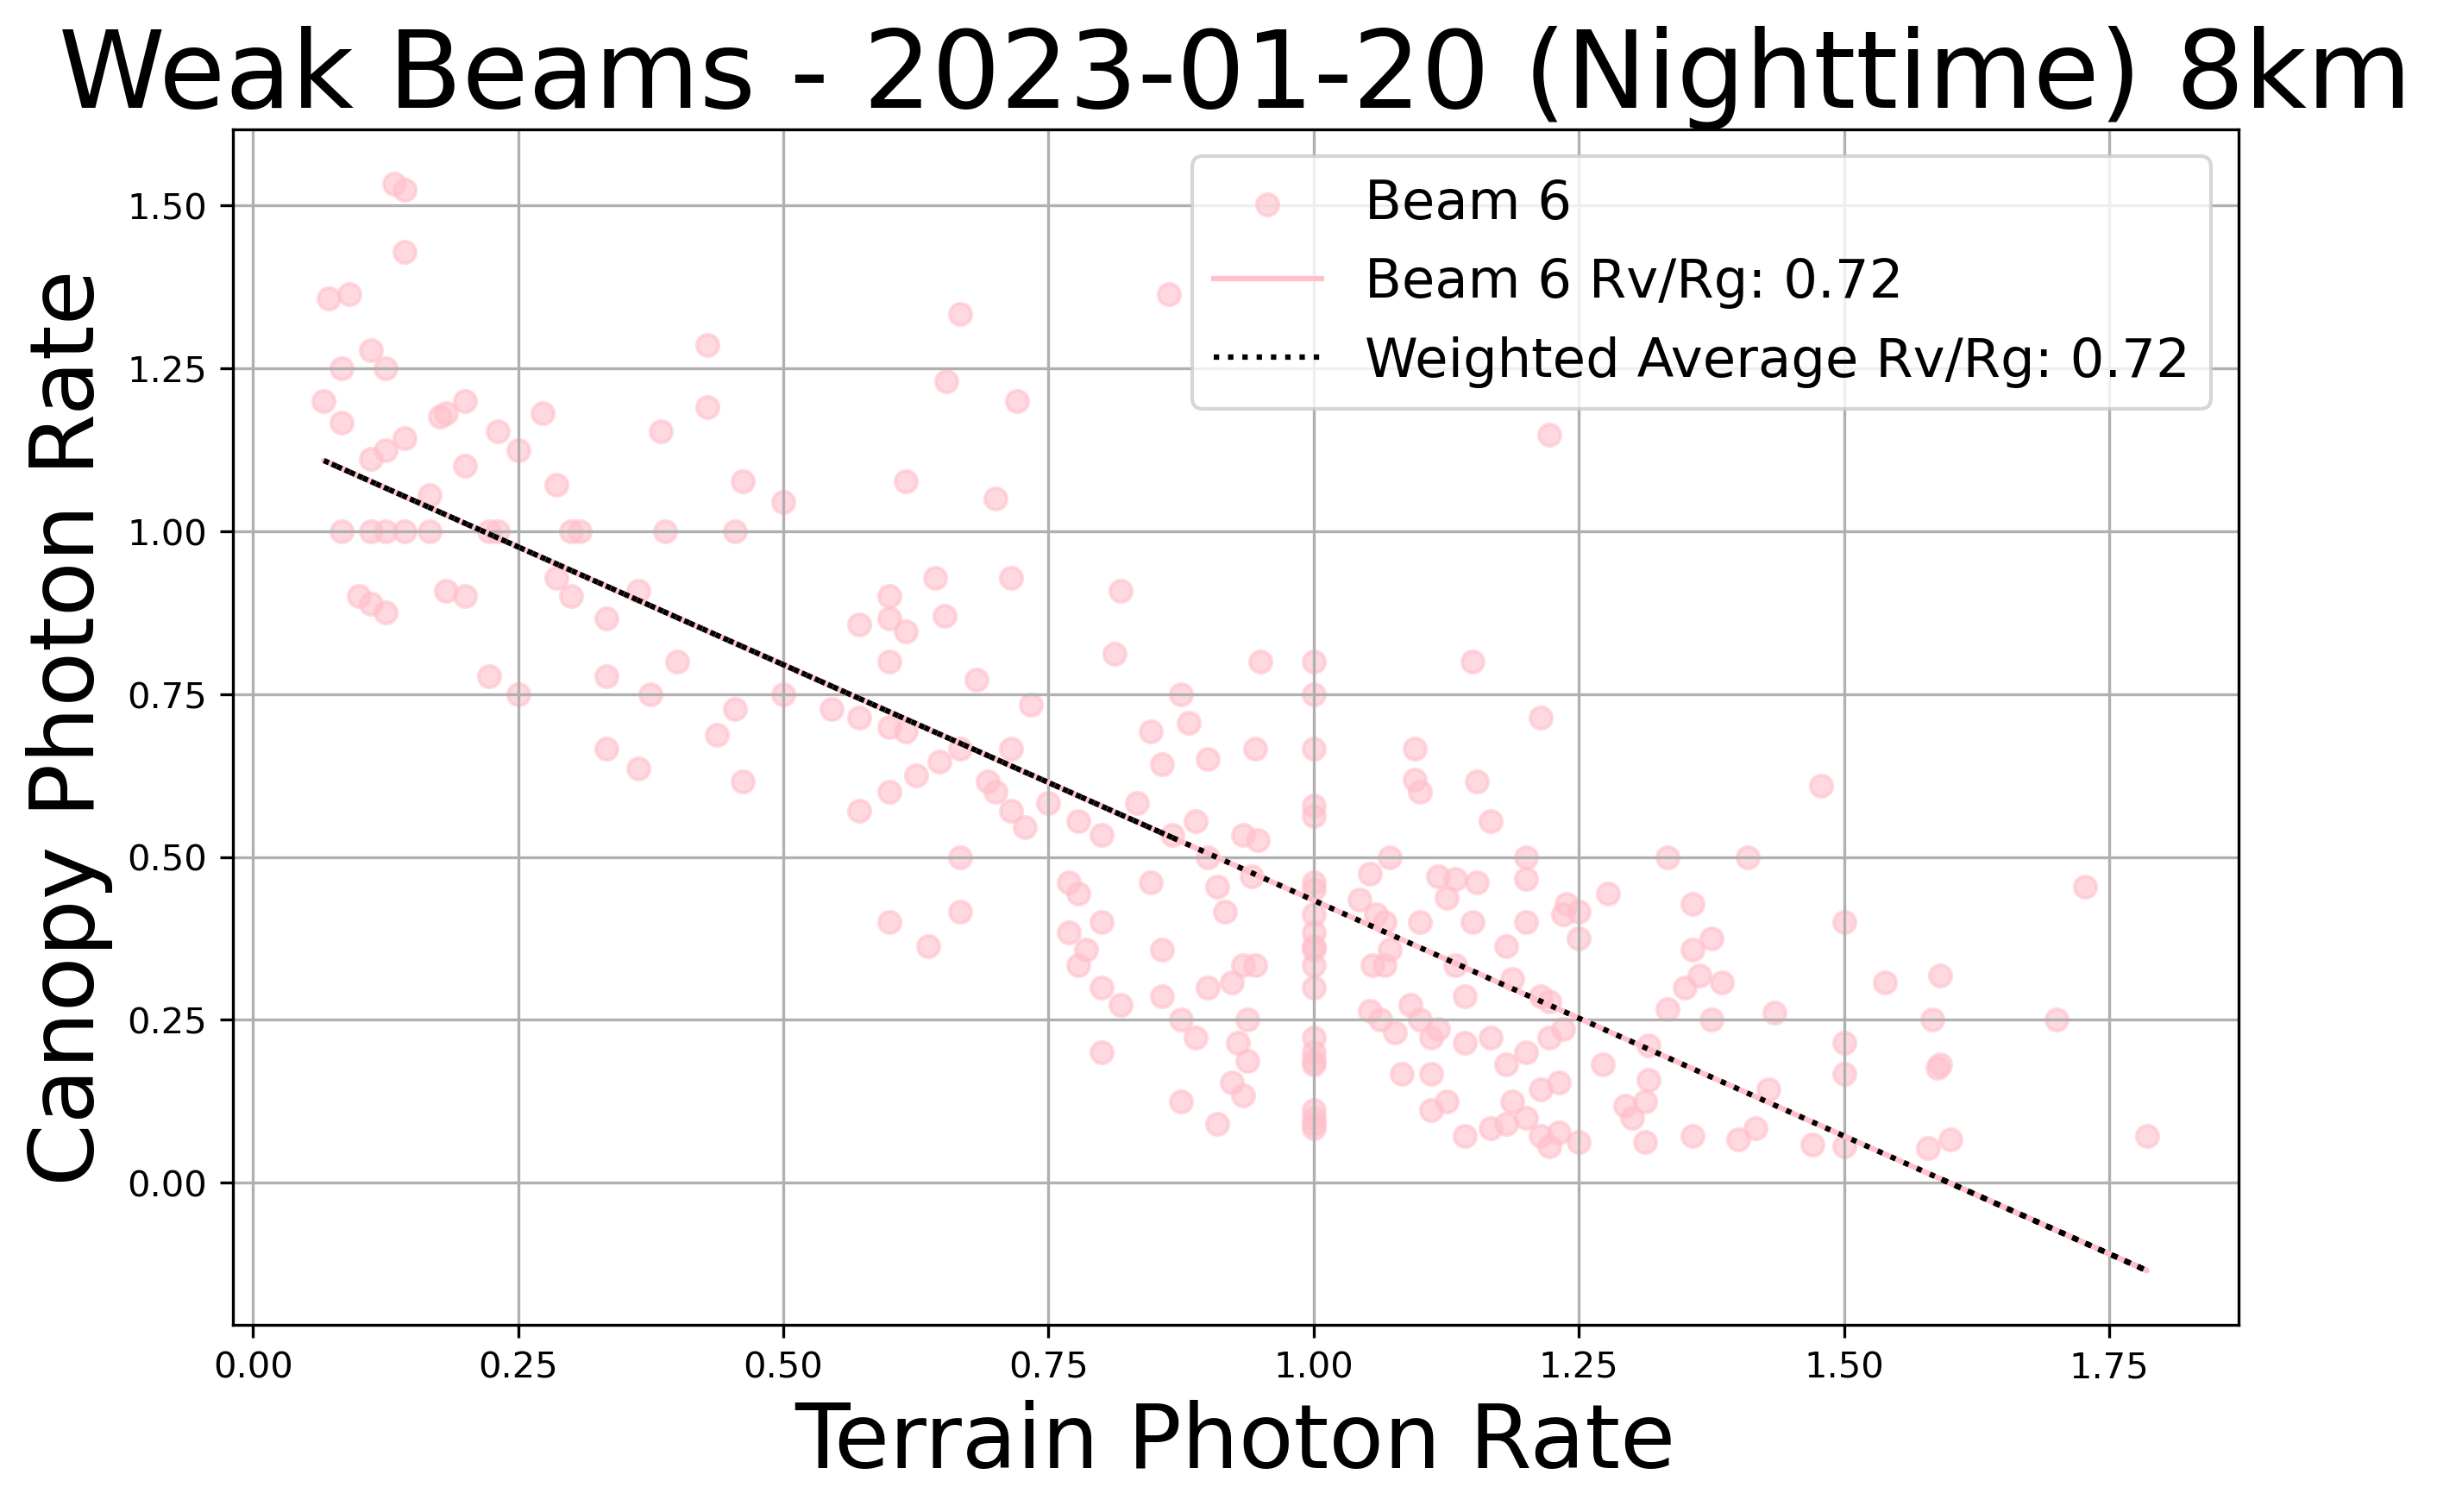 Weak Beams - 2023-01-20 (Nighttime) 8km
Beam 6
Beam 6 Rv/Rg: 0.72
Weighted Average Rv/Rg: 0.72
Canopy Photon Rate
1.50
1.25
1.00
0.75
0.50
0.25
0.00
0.00 0.25 0.50 0.75 1.00 1.25 1.50 1.75
Terrain Photon Rate